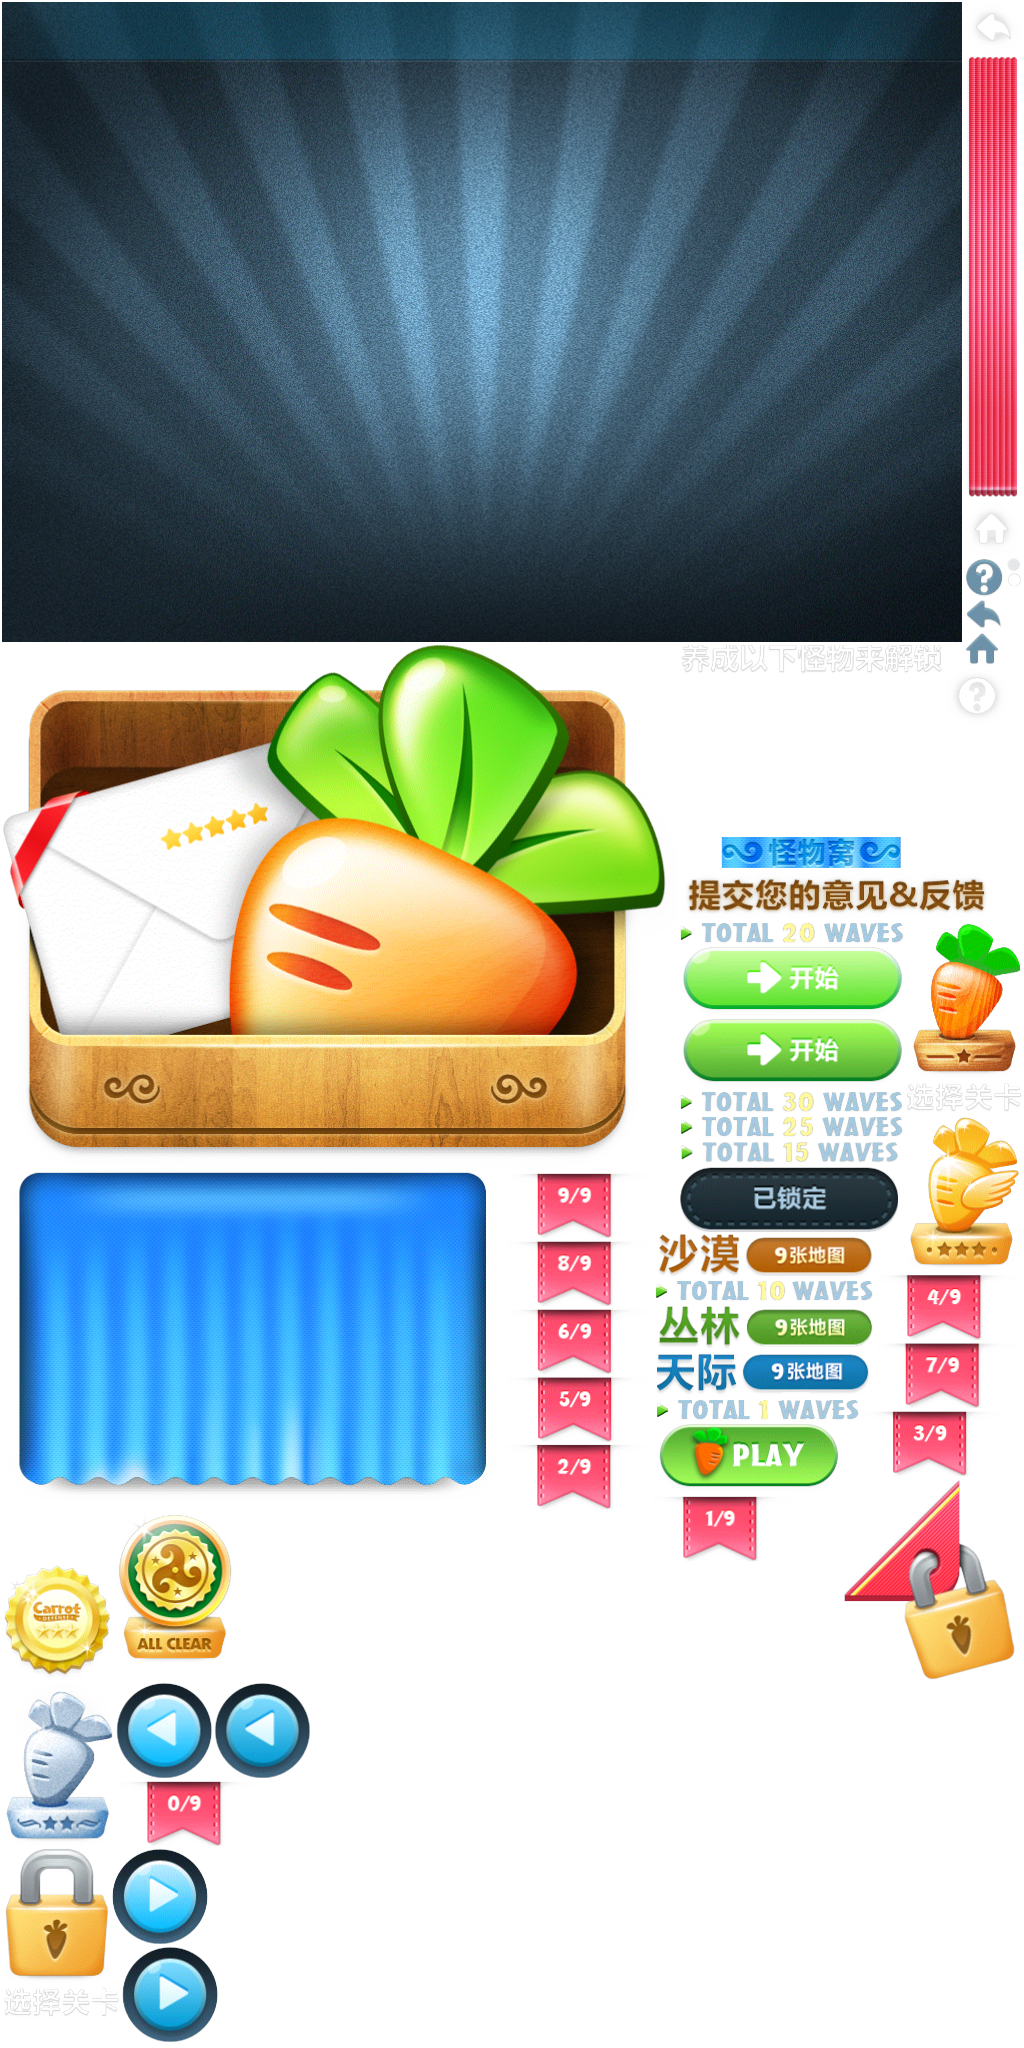 养成以下怪物来解锁
怪物窝
提交您的意见&反馈
TOTAL 20 WAVES
开始
开始
选择关卡
TOTAL 30 WAVES
TOTAL 25 WAVES
TOTAL 15 WAVES
已锁定
9/9
沙漠 9张地图
8/9
TOTAL 10 WAVES
4/9
丛林 9张地图
6/9
7/9
天际 9张地图
5/9
TOTAL 1 WAVES
3/9
PLAY
2/9
1/9
Carrot
DEFENSE
ALL CLEAR
0/9
选择关卡